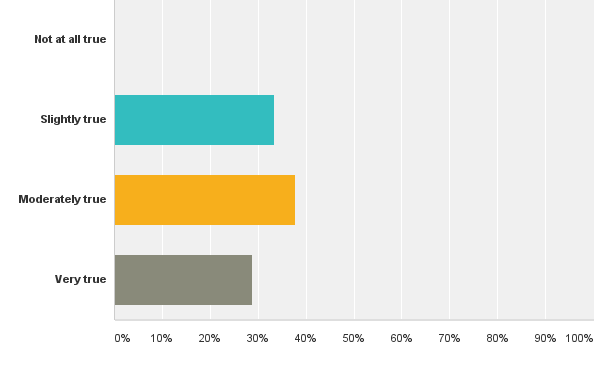 Not at all true
Slightly true
Moderately true
Very true
0% 10% 20% 30% 40% 50% 60% 70% 80% 90% 100%